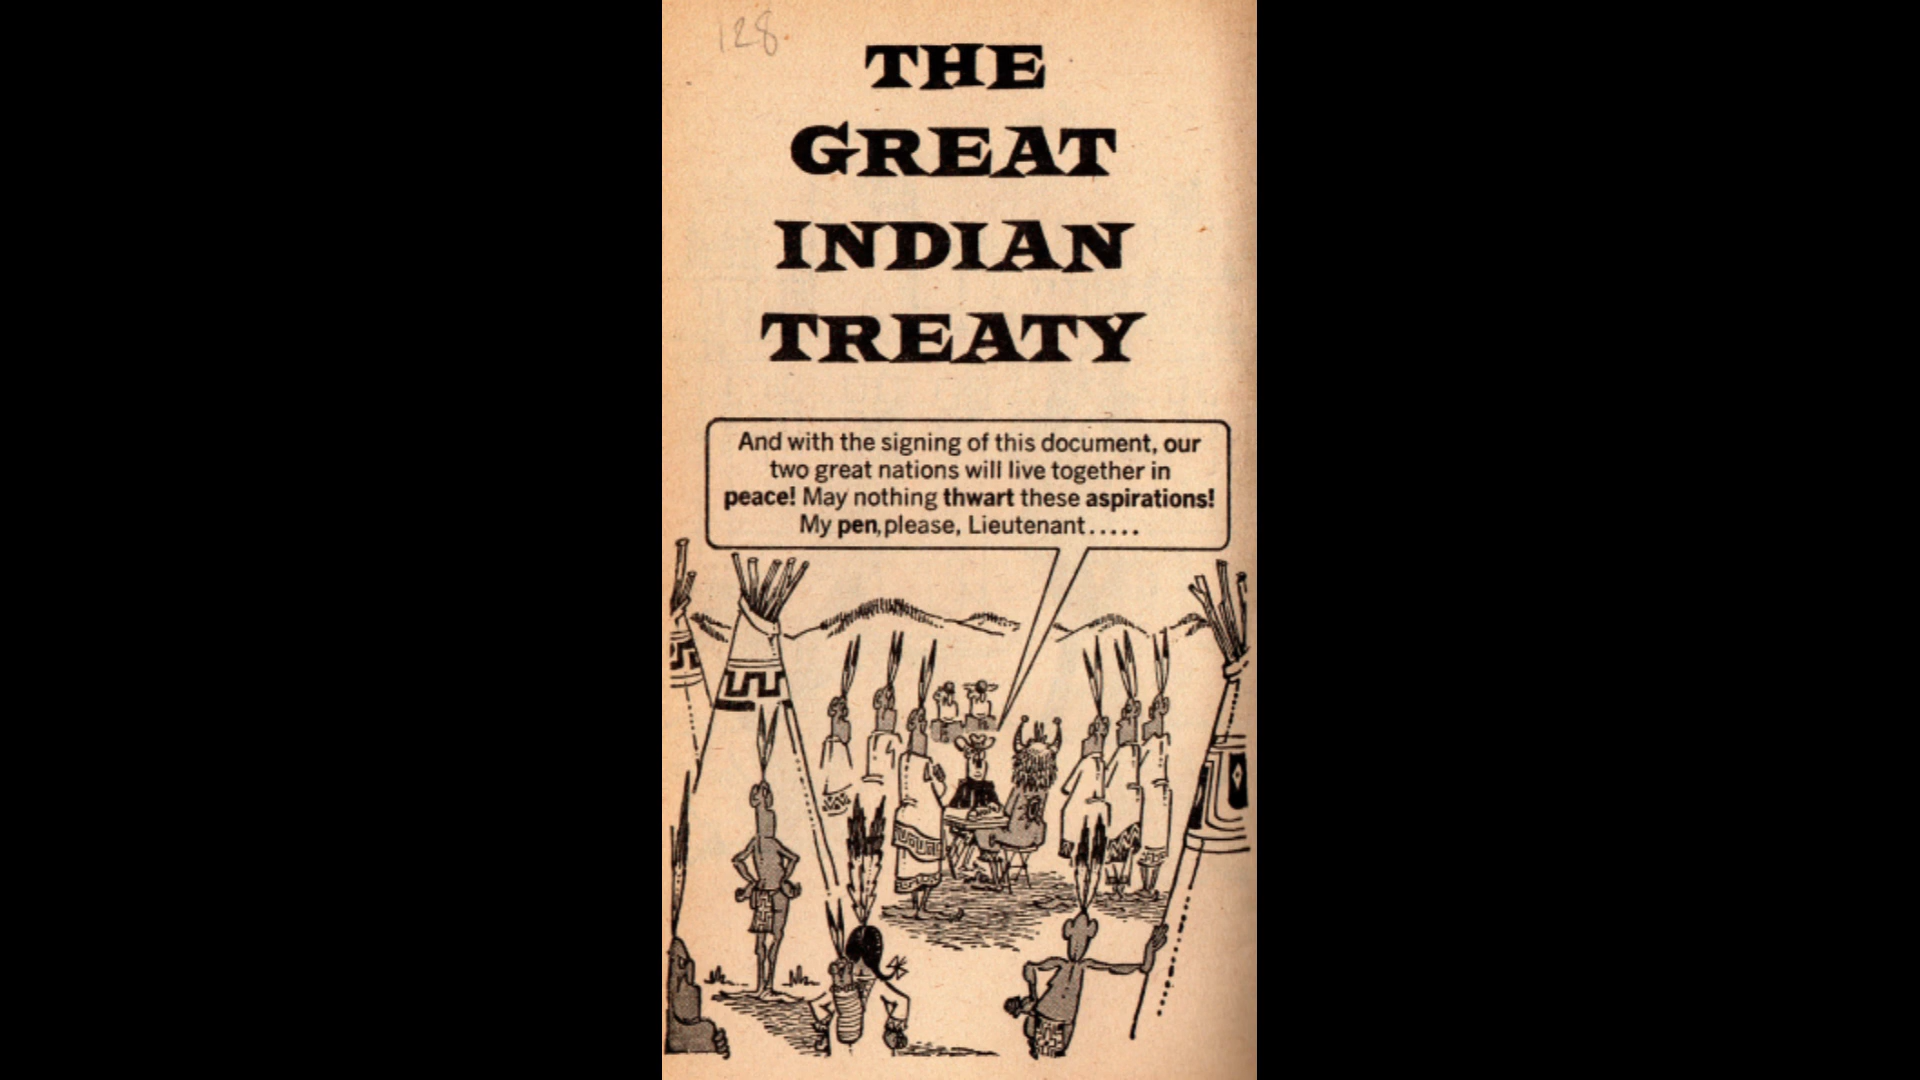 128
THE
GREAT
INDIAN
TREATY
And with the signing of this document, our
two great nations will live together in
peace! May nothing thwart these aspirations!
My pen, please, Lieutenant.....